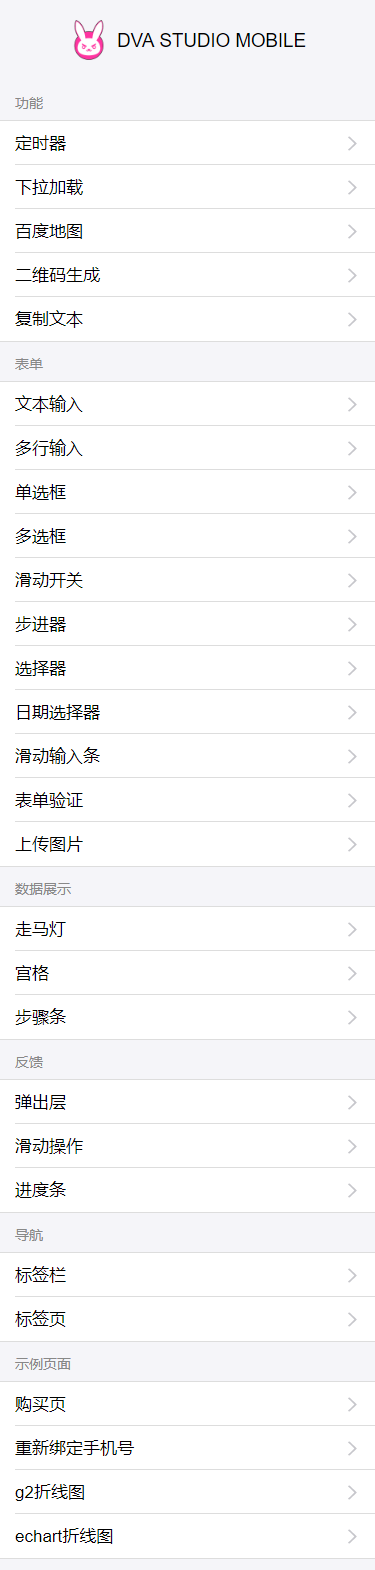 DVA STUDIO MOBILE
功能
定时器
下拉加载
百度地图
二维码生成
复制文本
表单
文本输入
多行输入
单选框
多选框
滑动开关
步进器
选择器
日期选择器
滑动输入条
表单验证
上传图片
数据展示
走马灯
宫格
步骤条
反馈
弹出层
滑动操作
进度条
导航
标签栏
标签页
示例页面
购买页
重新绑定手机号
g2折线图
echart折线图